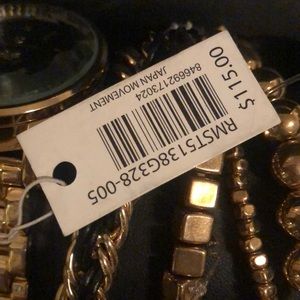 RMST5138G328-005
$115.00
846692173024
JAPAN MOVEMENT